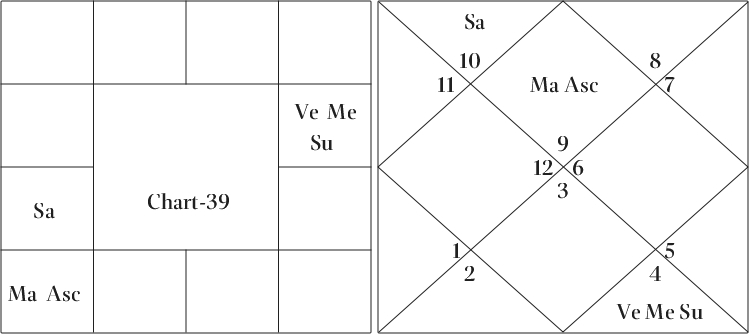 Ve Me
Su
Sa
Chart-39
Ma Asc
Sa
10
8
11
Ma Asc
7
9
12
6
3
1
5
2
4
Ve Me Su